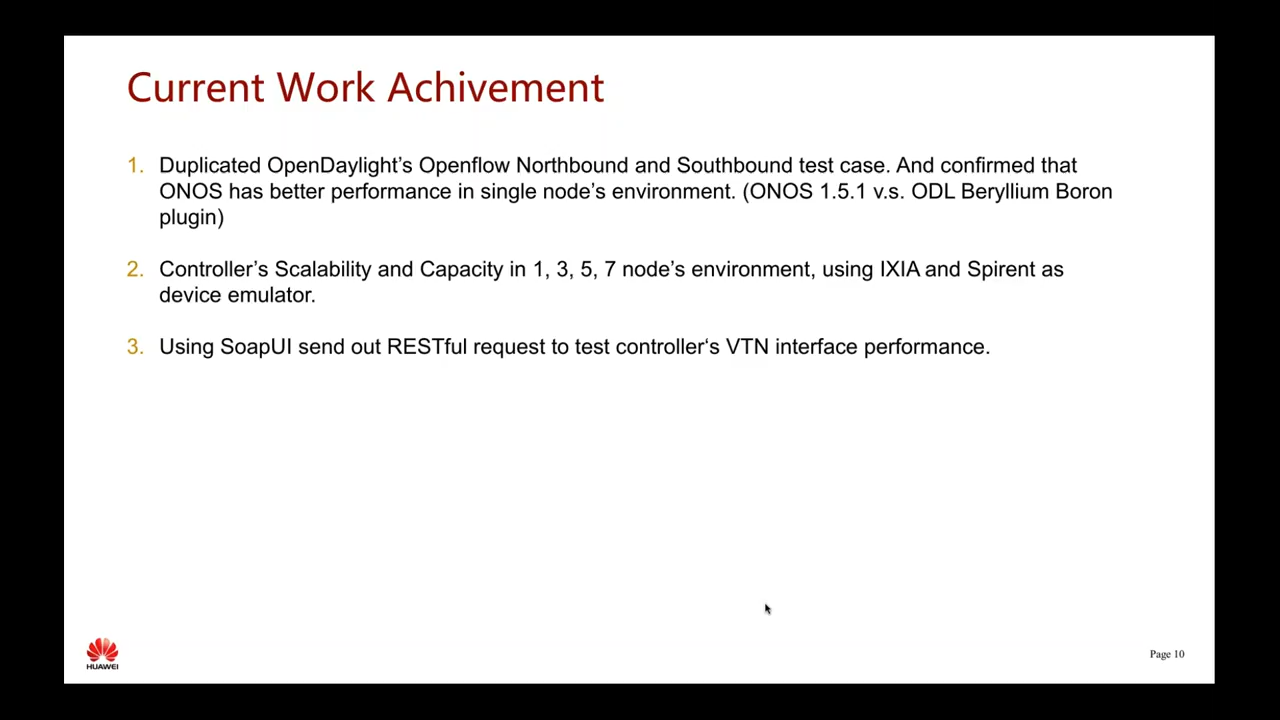 Current Work Achivement
1. Duplicated OpenDaylight’s Openflow Northbound and Southbound test case. And confirmed that
ONOS has better performance in single node’s environment. (ONOS 1.5.1 v.s. ODL Beryllium Boron
plugin)
2. Controller’s Scalability and Capacity in 1, 3, 5, 7 node’s environment, using IXIA and Spirent as
device emulator.
3. Using SoapUI send out RESTful request to test controller‘s VTN interface performance.
HUAWEI
Page 10